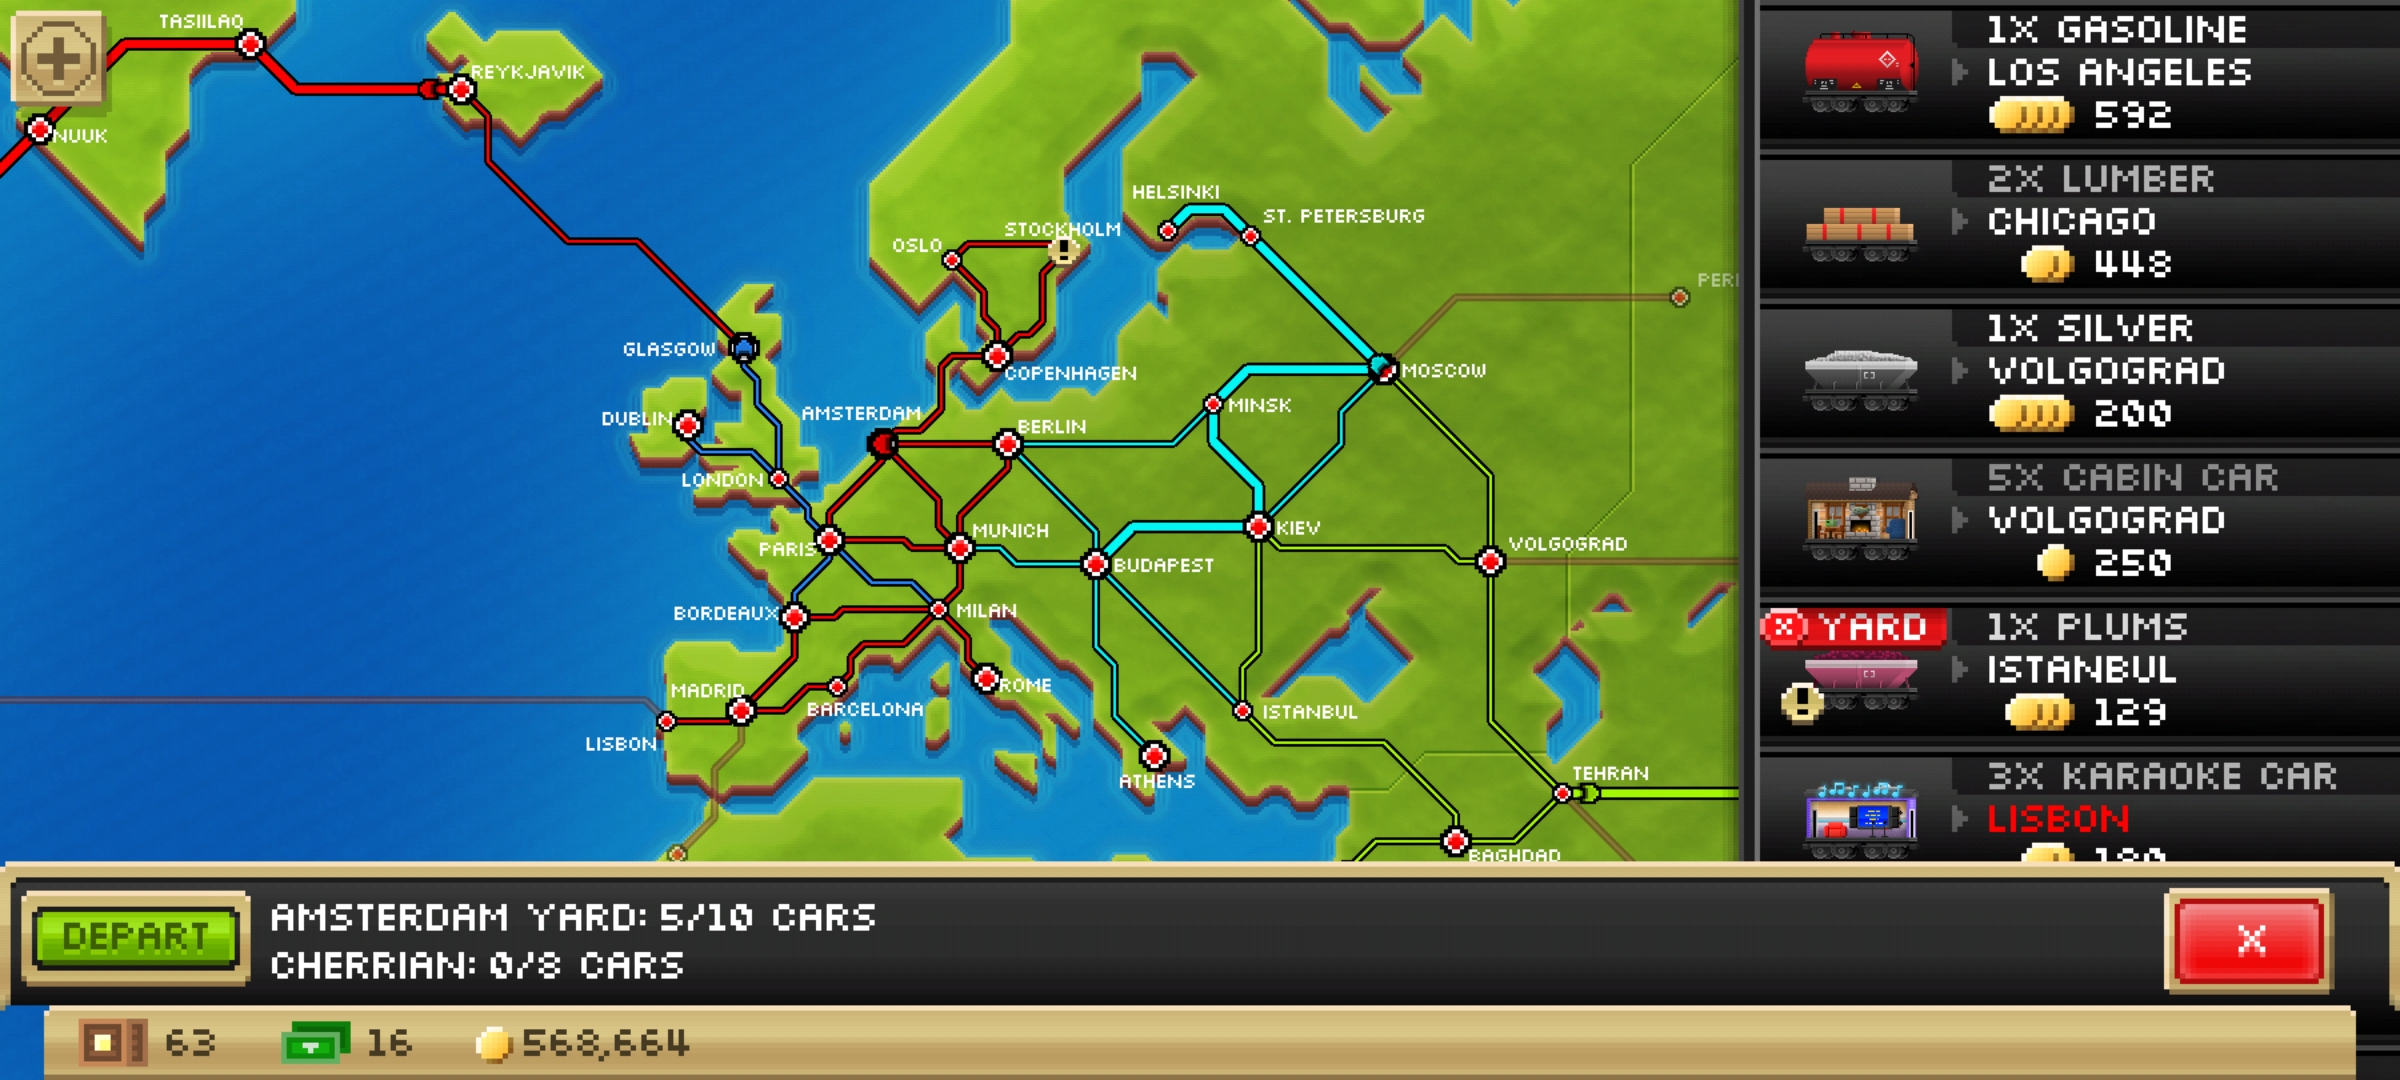 TASIILAQ
REYKJAVIK
NUUK
HELSINKI
ST. PETERSBURG
STOCKHOLM
OSLO
GLASGOW
COPENHAGEN
MOSCOW
DUBLIN
AMSTERDAM
BERLIN
MINSK
LONDON
PARIS
MUNICH
KIEV
BUDAPEST
VOLGOGRAD
BORDEAUX
MILAN
MADRID
ROME
BARCELONA
ISTANBUL
LISBON
ATHENS
TEHRAN
BAGHDAD
1X GASOLINE
LOS ANGELES
592
2X LUMBER
CHICAGO
448
1X SILVER
VOLGOGRAD
200
5X CABIN CAR
VOLGOGRAD
250
YARD
1X PLUMS
ISTANBUL
129
3X KARAOKE CAR
LISBON
DEPART
AMSTERDAM YARD: 5/10 CARS
CHERRIAN: 0/8 CARS
X
63
16
568,664